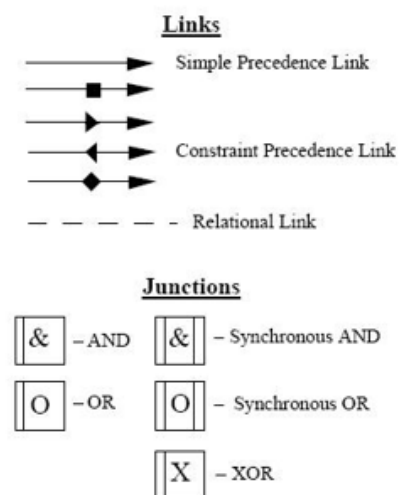 Links
Simple Precedence Link
Constraint Precedence Link
Relational Link
Junctions
& – AND & – Synchronous AND
O – OR O – Synchronous OR
X – XOR